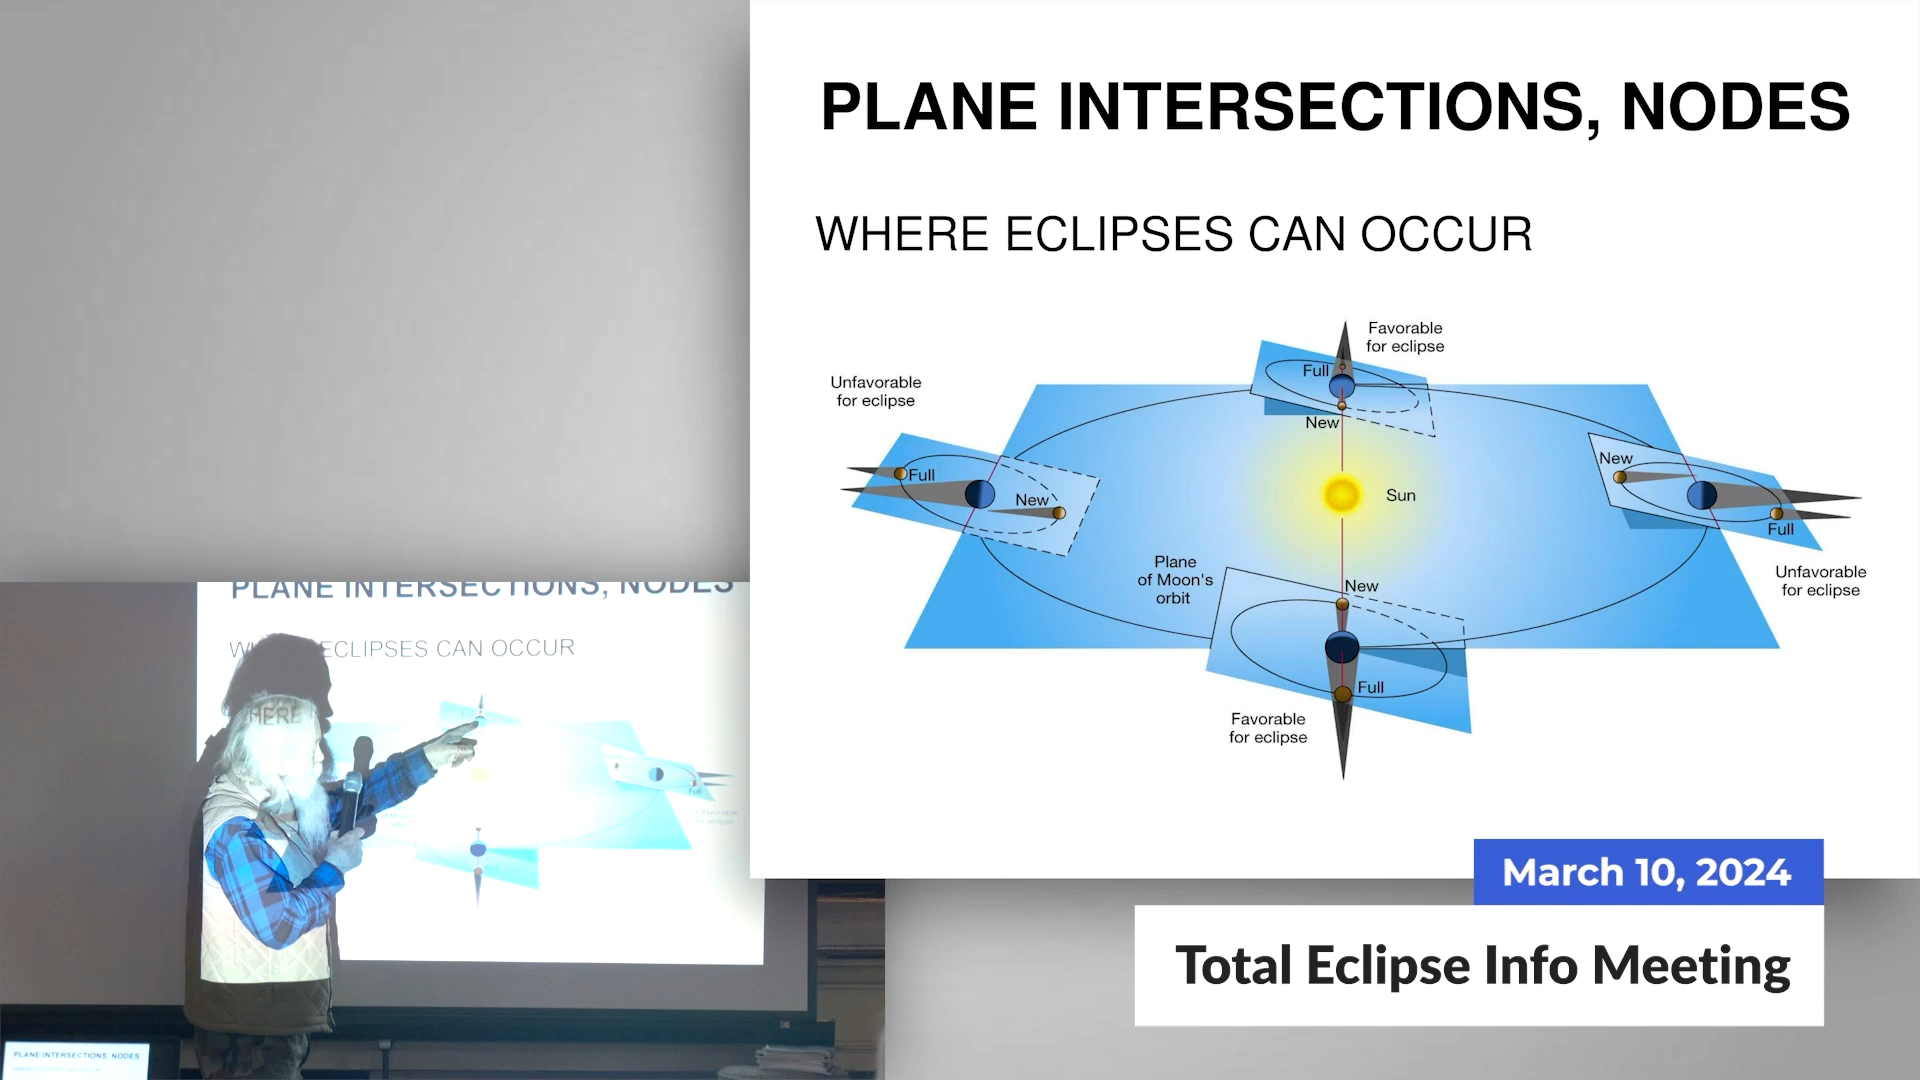 PLANE INTERSECTIONS, NODES
WHERE ECLIPSES CAN OCCUR
Favorable
for eclipse
Full
New
Unfavorable
for eclipse
Full
New
New
Full
Sun
Unfavorable
for eclipse
Plane
of Moon's
orbit
New
Full
Favorable
for eclipse
PLANE INTERSECTIONS, NODES
ECLIPSES CAN OCCUR
HERE
Full
March 10, 2024
Total Eclipse Info Meeting
PLANE INTERSECTIONS, NODES